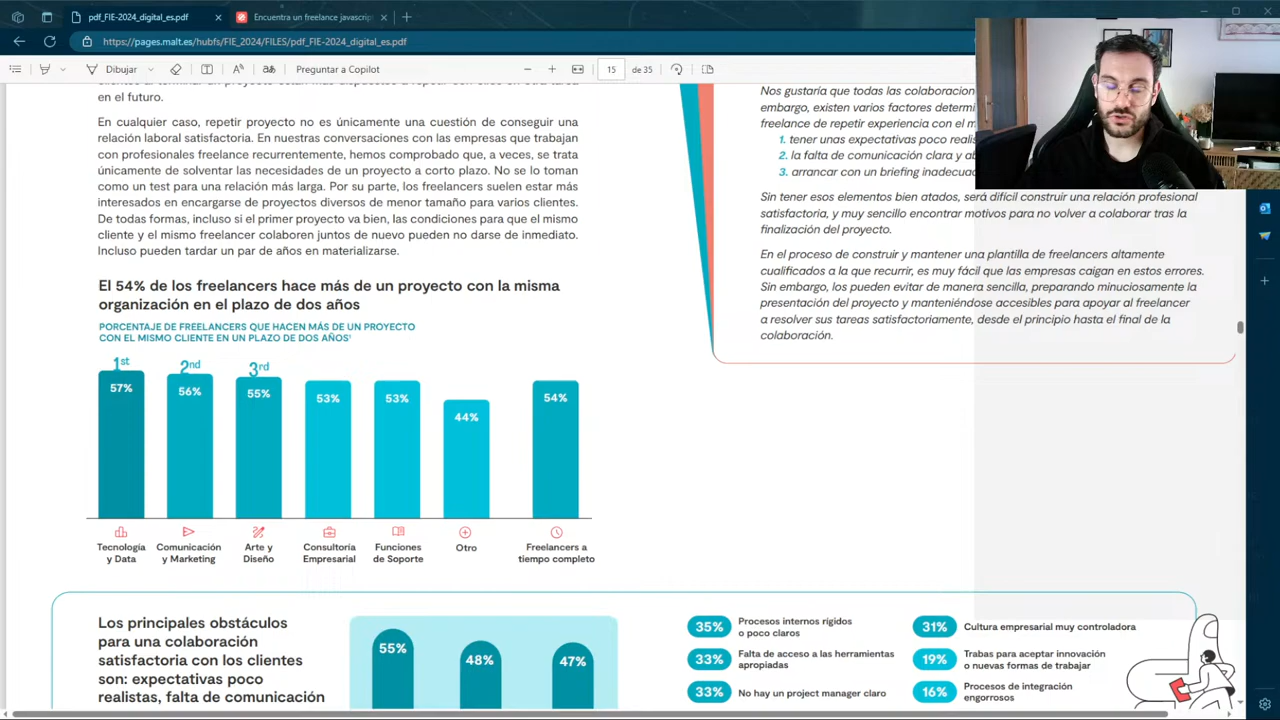 pdf_FIE-2024_digital_es.pdf
Encuentra un freelance javascrip
https://pages.malt.es/hubfs/FIE_2024/FILES/pdf_FIE-2024_digital_es.pdf
Dibujar
Preguntar a Copilot
15 de 35
en el futuro.
En cualquier caso, repetir proyecto no es únicamente una cuestión de conseguir una
relación laboral satisfactoria. En nuestras conversaciones con las empresas que trabajan
con profesionales freelance recurrentemente, hemos comprobado que, a veces, se trata
únicamente de solventar las necesidades de un proyecto a corto plazo. No se lo toman
como un test para una relación más larga. Por su parte, los freelancers suelen estar más
interesados en encargarse de proyectos diversos de menor tamaño para varios clientes.
De todas formas, incluso si el primer proyecto va bien, las condiciones para que el mismo
cliente y el mismo freelancer colaboren juntos de nuevo pueden no darse de inmediato.
Incluso pueden tardar un par de años en materializarse.
El 54% de los freelancers hace más de un proyecto con la misma
organización en el plazo de dos años
PORCENTAJE DE FREELANCERS QUE HACEN MÁS DE UN PROYECTO
CON EL MISMO CLIENTE EN UN PLAZO DE DOS AÑOS¹
1st
2nd
3rd
57%
56%
55%
53%
53%
44%
54%
Tecnología
y Data
Comunicación
y Marketing
Arte y
Diseño
Consultoría
Empresarial
Funciones
de Soporte
Otro
Freelancers a
tiempo completo
Nos gustaría que todas las colaboracion
embargo, existen varios factores determi
freelance de repetir experiencia con el m
1. tener unas expectativas poco realis
2. la falta de comunicación clara y ab
3. arrancar con un briefing inadecuad
Sin tener esos elementos bien atados, será difícil construir una relación profesional
satisfactoria, y muy sencillo encontrar motivos para no volver a colaborar tras la
finalización del proyecto.
En el proceso de construir y mantener una plantilla de freelancers altamente
cualificados a la que recurrir, es muy fácil que las empresas caigan en estos errores.
Sin embargo, los pueden evitar de manera sencilla, preparando minuciosamente la
presentación del proyecto y manteniéndose accesibles para apoyar al freelancer
a resolver sus tareas satisfactoriamente, desde el principio hasta el final de la
colaboración.
Los principales obstáculos
para una colaboración
satisfactoria con los clientes
son: expectativas poco
realistas, falta de comunicación
55%
48%
47%
35% Procesos internos rígidos
o poco claros
33% Falta de acceso a las herramientas
apropiadas
33% No hay un project manager claro
31% Cultura empresarial muy controladora
19% Trabas para aceptar innovación
o nuevas formas de trabajar
16% Procesos de integración
engorrosos